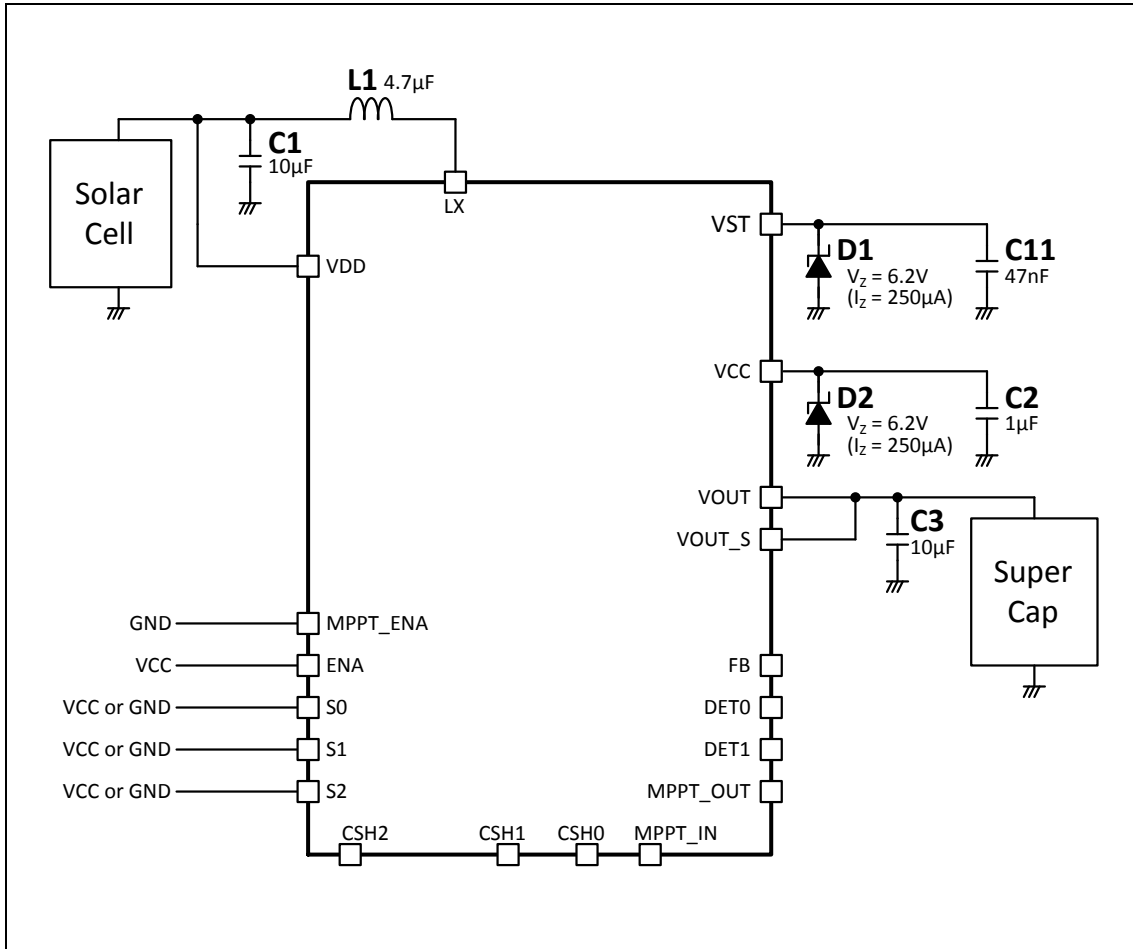 L1 4.7µF
C1
10µF
Solar
Cell
LX
VST
D1
VZ = 6.2V
(IZ = 250µA)
C11
47nF
VDD
VCC
D2
VZ = 6.2V
(IZ = 250µA)
C2
1µF
VOUT
C3
10µF
VOUT_S
Super
Cap
GND
MPPT_ENA
VCC
ENA
FB
VCC or GND
S0
DET0
VCC or GND
S1
DET1
VCC or GND
S2
MPPT_OUT
CSH2
CSH1
CSH0
MPPT_IN